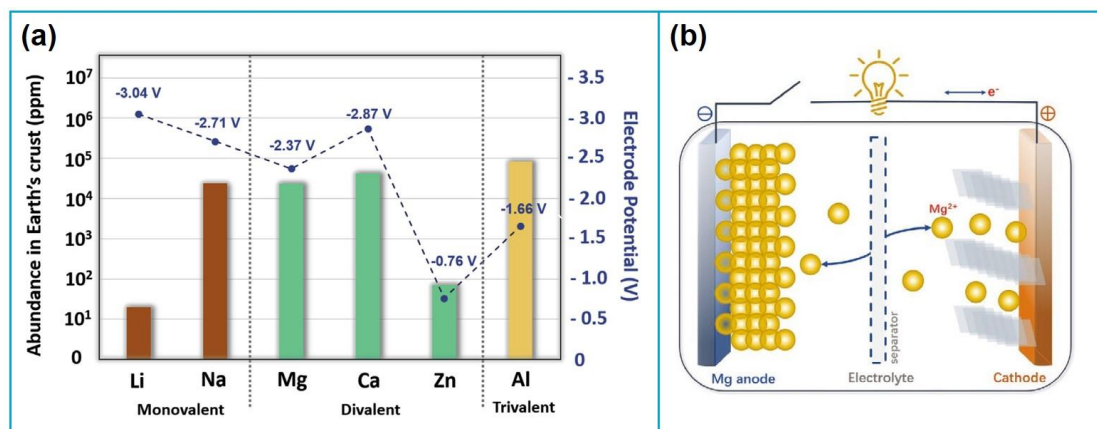 (a)
Abundance in Earth's crust (ppm)
10⁷
10⁶
10⁵
10⁴
10³
10²
10¹
0
-3.04 V
-2.71 V
-2.37 V
-2.87 V
-0.76 V
-1.66 V
- 3.5
- 3.0
- 2.5
- 2.0
- 1.5
- 1.0
- 0.5
0
Electrode Potential (V)
Li Na Mg Ca Zn Al
Monovalent Divalent Trivalent
(b)
e⁻
⊖
⊕
Mg²⁺
separator
Mg anode Electrolyte Cathode